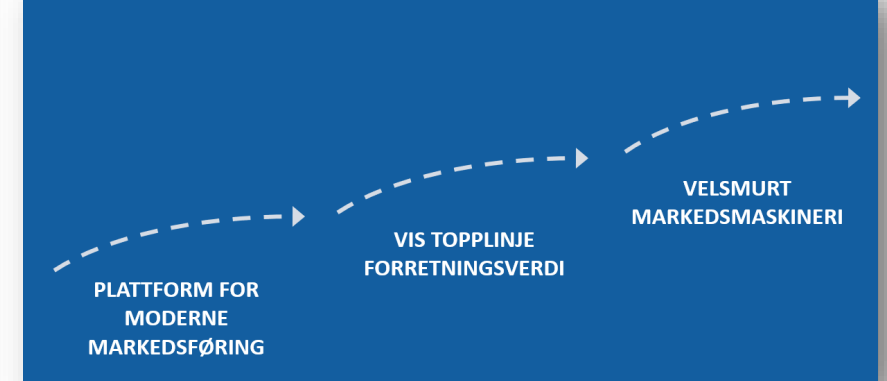 PLATTFORM FOR
MODERNE
MARKEDSFØRING
VIS TOPPLINJE
FORRETNINGSVERDI
VELSMURT
MARKEDSMASKINERI